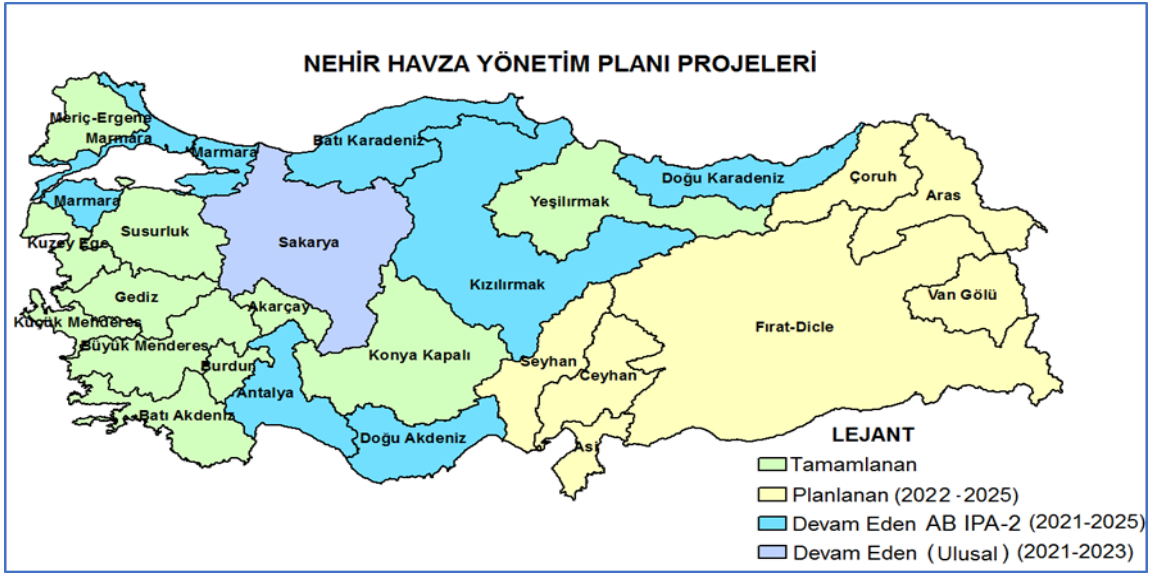 NEHİR HAVZA YÖNETİM PLANI PROJELERİ
Meriç-Ergene
Marmara
Marmara
Batı Karadeniz
Doğu Karadeniz
Çoruh
Aras
Marmara
Susurluk
Yeşilırmak
Kuzey Ege
Sakarya
Kızılırmak
Van Gölü
Gediz
Akarçay
Küçük Menderes
Fırat-Dicle
Büyük Menderes
Konya Kapalı
Burdur
Seyhan
Ceyhan
Antalya
Batı Akdeniz
Doğu Akdeniz
Asi
LEJANT
Tamamlanan
Planlanan (2022 -2025)
Devam Eden AB IPA-2 (2021-2025)
Devam Eden (Ulusal) (2021-2023)